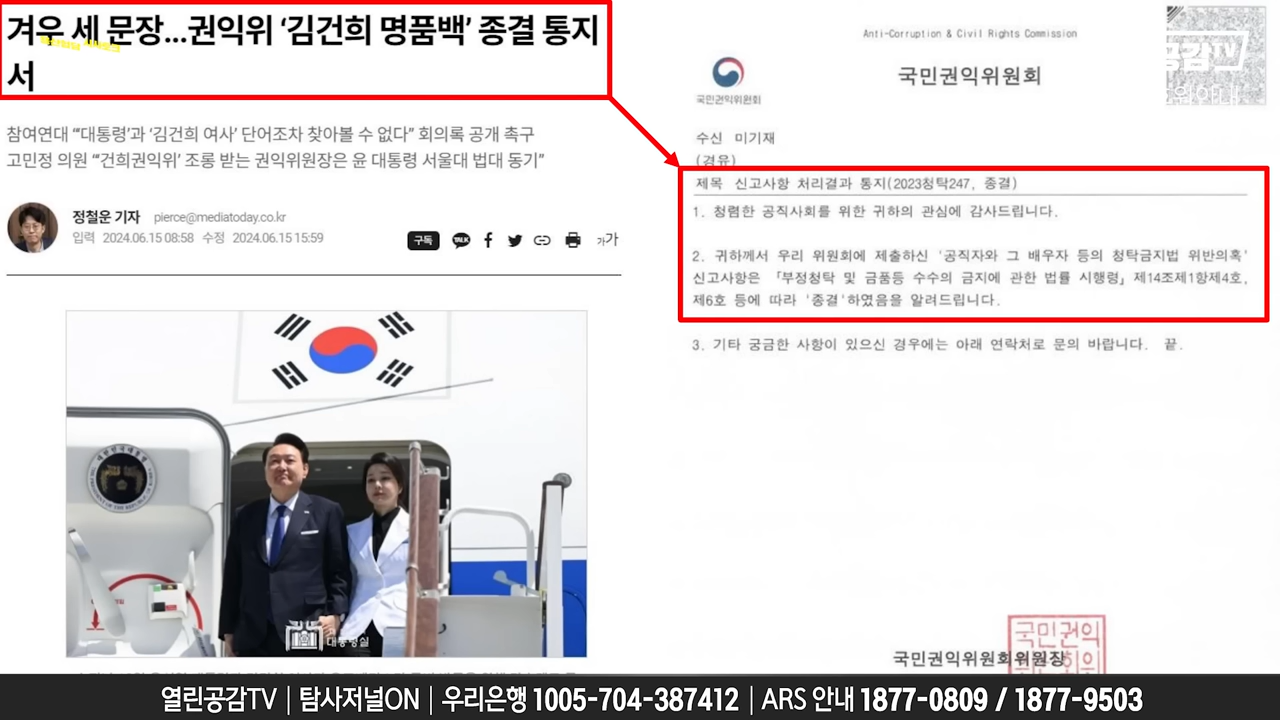 겨우 세 문장...권익위 ‘김건희 명품백’ 종결 통지
서
참여연대 “‘대통령’과 ‘김건희 여사’ 단어조차 찾아볼 수 없다” 회의록 공개 촉구
고민정 의원 “‘건희권익위’ 조롱 받는 권익위원장은 윤 대통령 서울대 법대 동기”
정철운 기자 pierce@mediatoday.co.kr
입력 2024.06.15 08:58 수정 2024.06.15 15:59
구독 TALK 가가
대통령실
Anti-Corruption & Civil Rights Commission
국민권익위원회
국민권익위원회
공감TV
수신 미기재
(경유)
제목 신고사항 처리결과 통지(2023청탁247, 종결)
1. 청렴한 공직사회를 위한 귀하의 관심에 감사드립니다.
2. 귀하께서 우리 위원회에 제출하신 '공직자와 그 배우자 등의 청탁금지법 위반의혹'
신고사항은 「부정청탁 및 금품등 수수의 금지에 관한 법률 시행령」 제14조제1항제4호,
제6호 등에 따라 '종결'하였음을 알려드립니다.
3. 기타 궁금한 사항이 있으신 경우에는 아래 연락처로 문의 바랍니다. 끝.
국민권익
국민권익위원회위원장
열린공감TV | 탐사저널ON | 우리은행 1005-704-387412 | ARS 안내 1877-0809 / 1877-9503